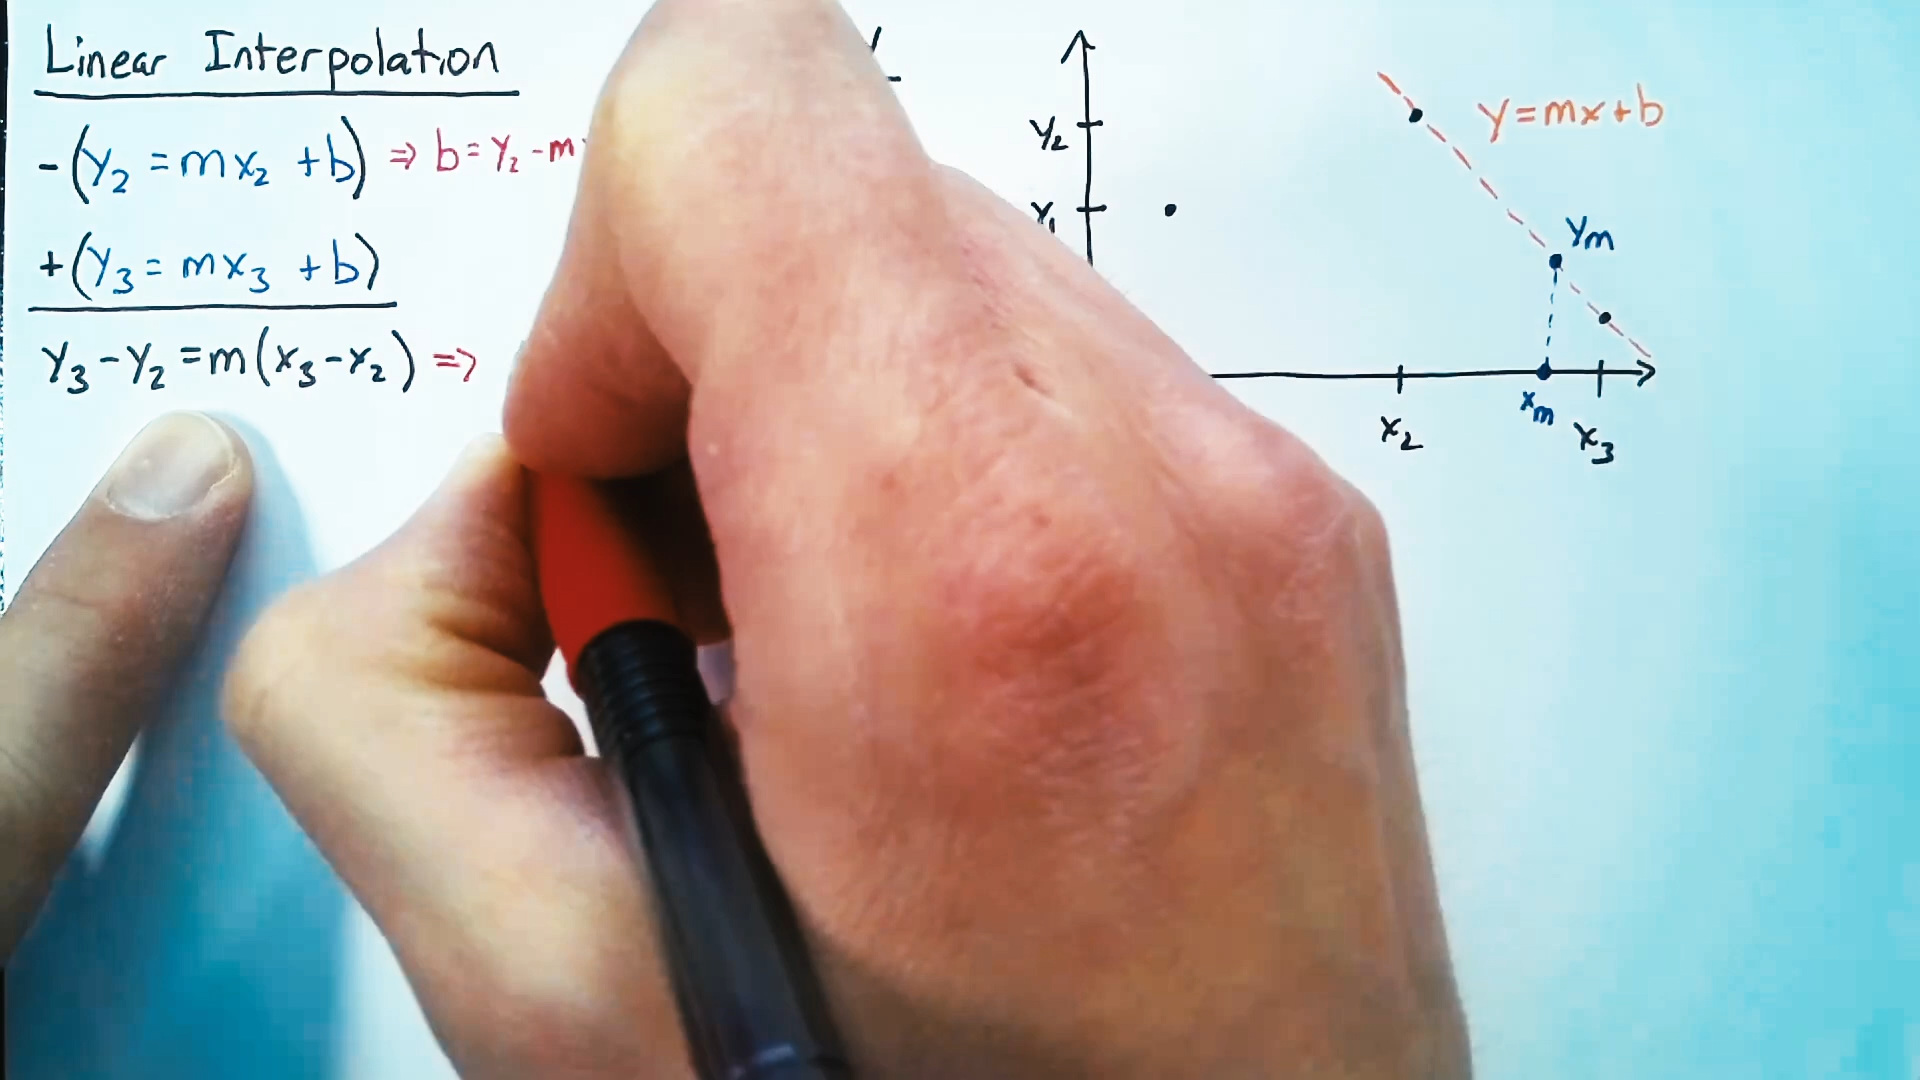 Linear Interpolation
-(y₂ = mx₂ + b) ⇒ b = y₂ - m
+(y₃ = mx₃ + b)
y₃ - y₂ = m(x₃ - x₂) ⇒
y₂
y₁
y = mx + b
yₘ
x₂
xₘ
x₃